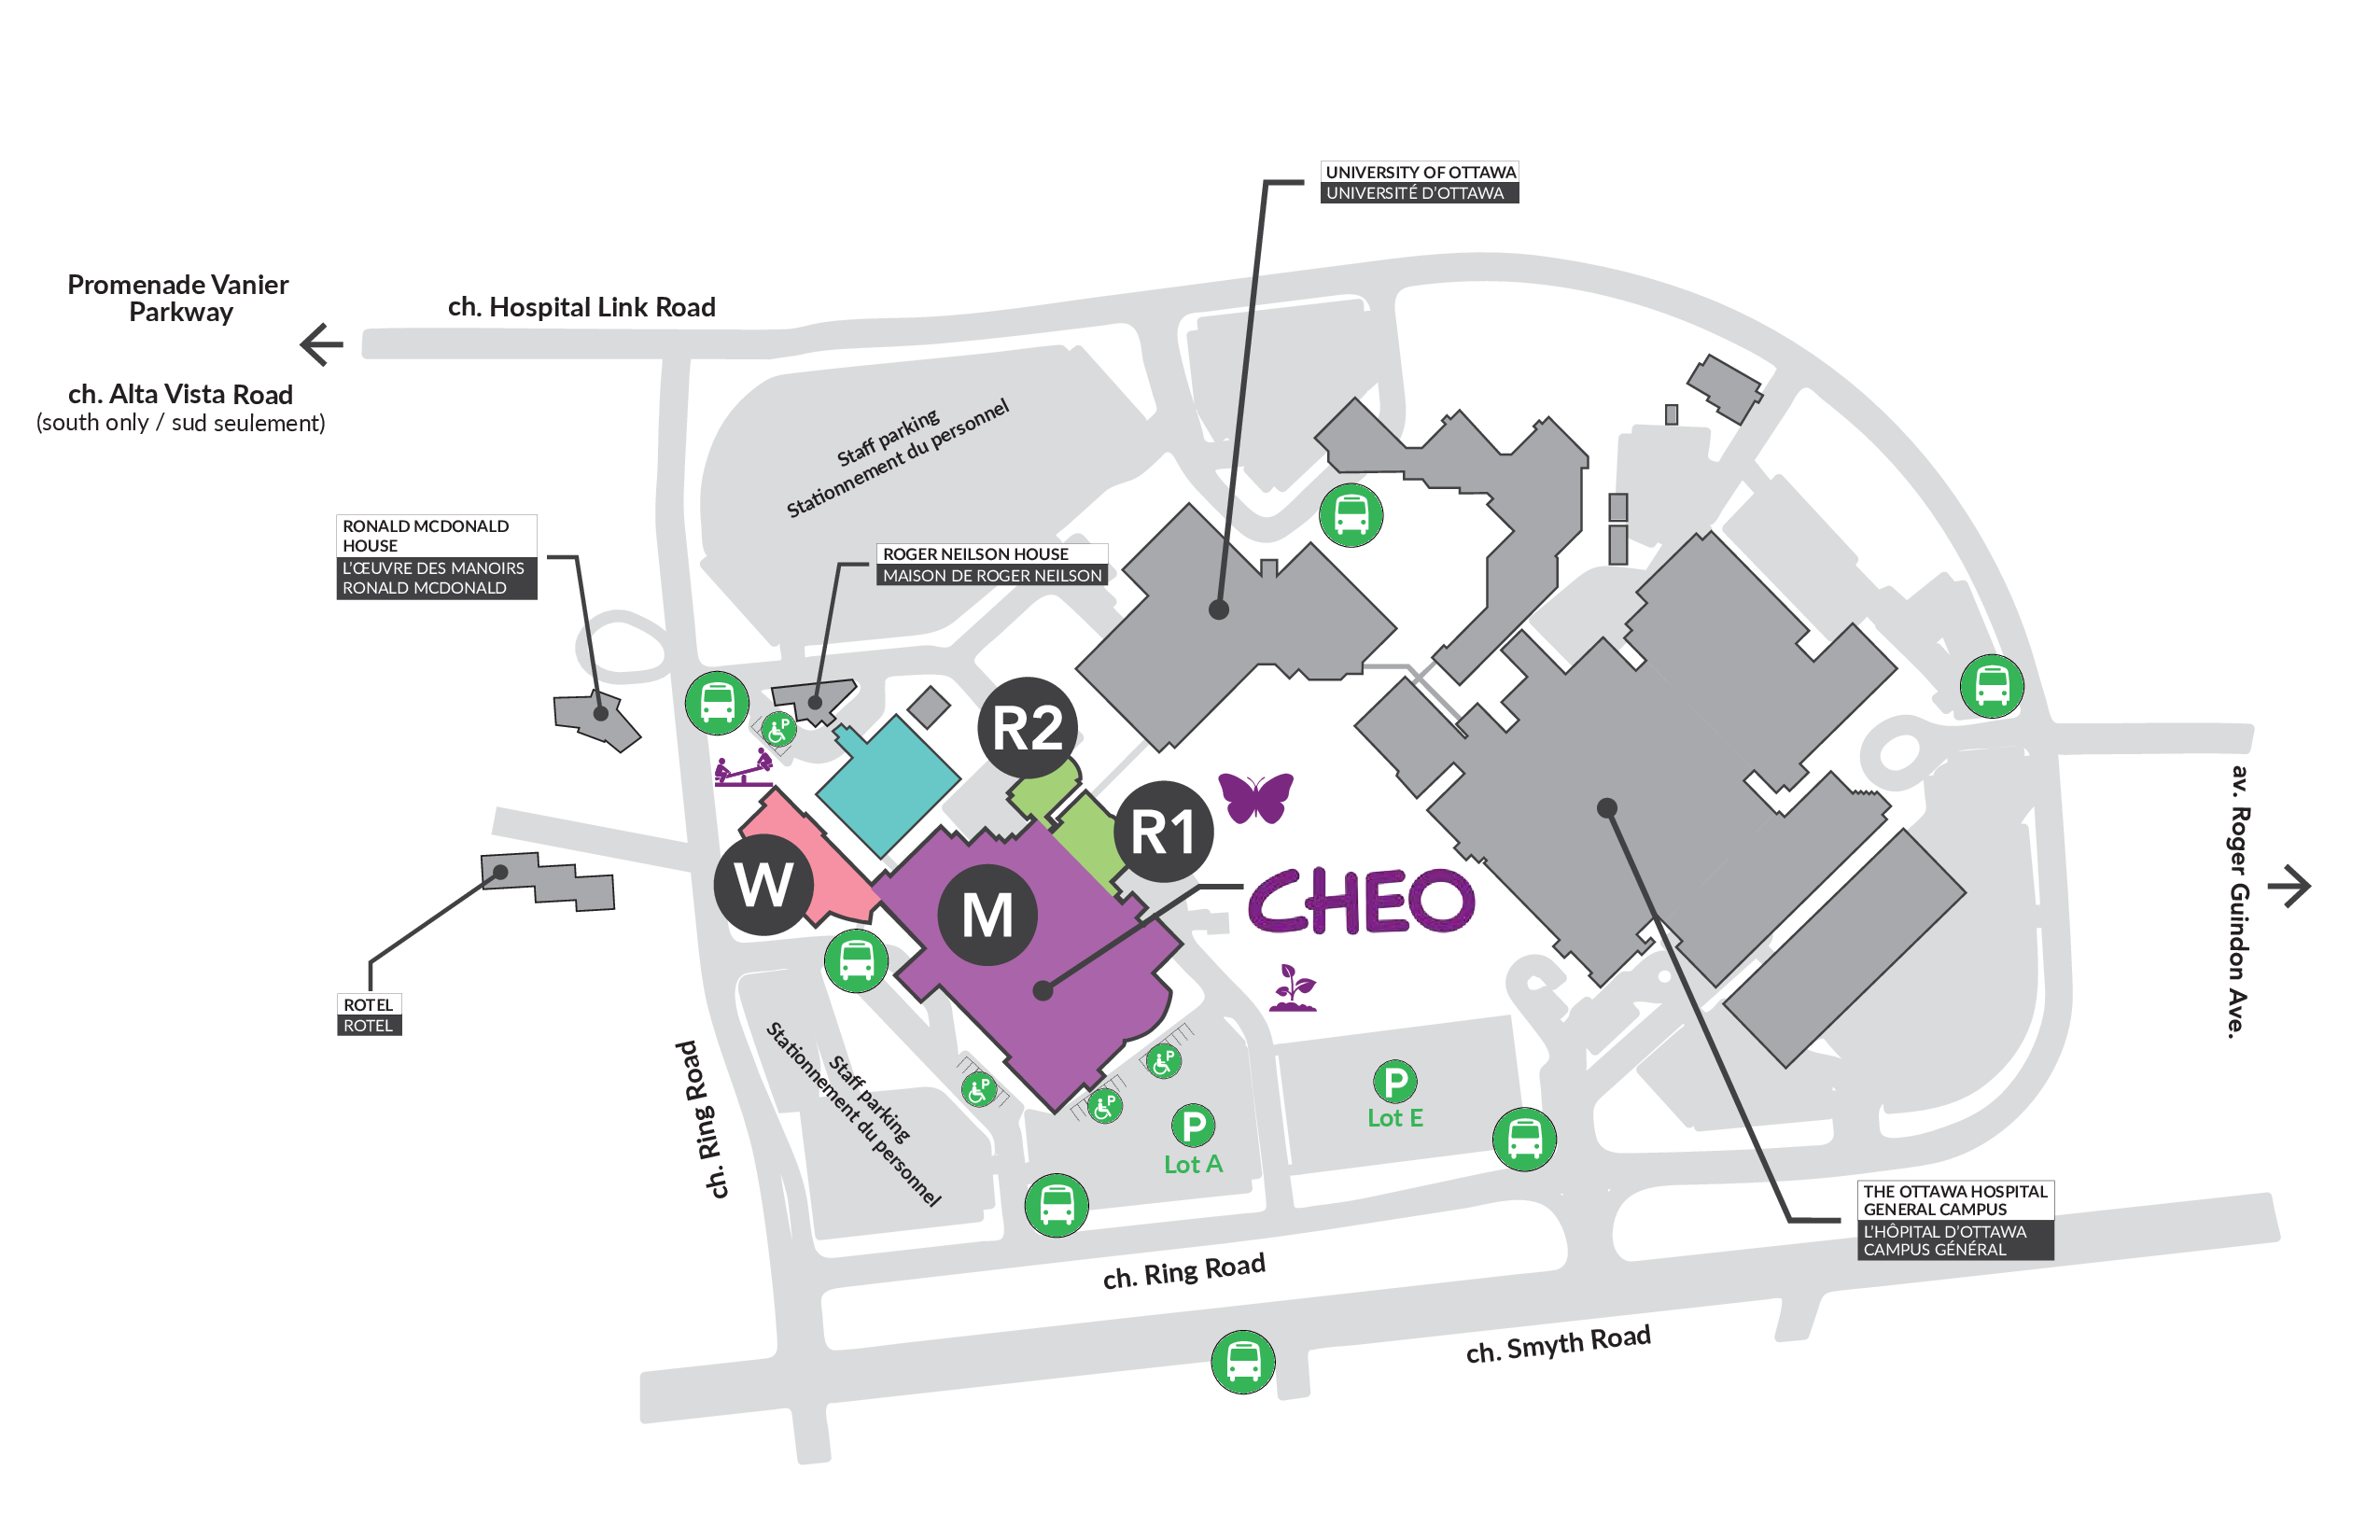 UNIVERSITY OF OTTAWA
UNIVERSITÉ D'OTTAWA
Promenade Vanier
Parkway
ch. Hospital Link Road
ch. Alta Vista Road
(south only / sud seulement)
Staff parking
Stationnement du personnel
RONALD MCDONALD
HOUSE
L'ŒUVRE DES MANOIRS
RONALD MCDONALD
ROGER NEILSON HOUSE
MAISON DE ROGER NEILSON
R2
R1
W
M
CHEO
av. Roger Guindon Ave.
ROTEL
ROTEL
ch. Ring Road
Staff parking
Stationnement du personnel
P
P
P
P
P
Lot E
P
Lot A
THE OTTAWA HOSPITAL
GENERAL CAMPUS
L'HÔPITAL D'OTTAWA
CAMPUS GÉNÉRAL
ch. Ring Road
ch. Smyth Road